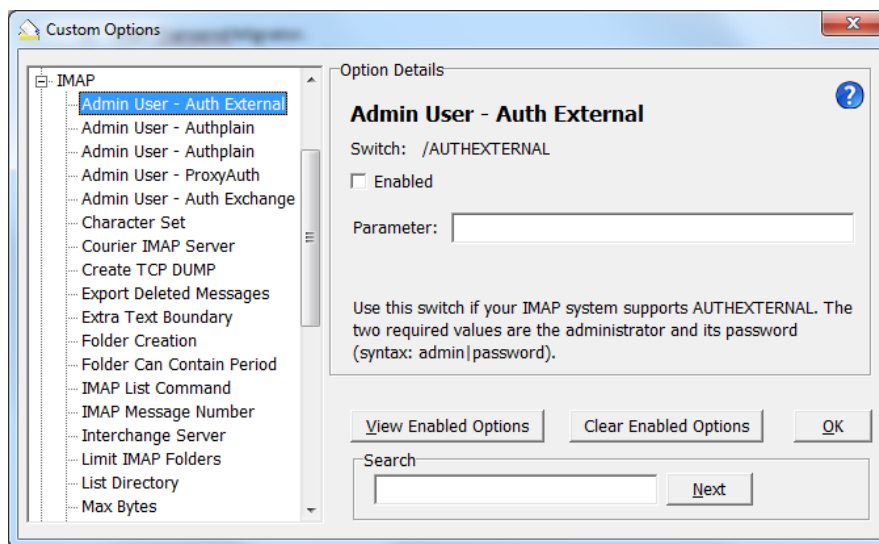 Custom Options
IMAP
Admin User - Auth External
Admin User - Authplain
Admin User - Authplain
Admin User - ProxyAuth
Admin User - Auth Exchange
Character Set
Courier IMAP Server
Create TCP DUMP
Export Deleted Messages
Extra Text Boundary
Folder Creation
Folder Can Contain Period
IMAP List Command
IMAP Message Number
Interchange Server
Limit IMAP Folders
List Directory
Max Bytes
Option Details
Admin User - Auth External
Switch: /AUTHEXTERNAL
Enabled
Parameter:
Use this switch if your IMAP system supports AUTHEXTERNAL. The
two required values are the administrator and its password
(syntax: admin|password).
View Enabled Options
Clear Enabled Options
OK
Search
Next